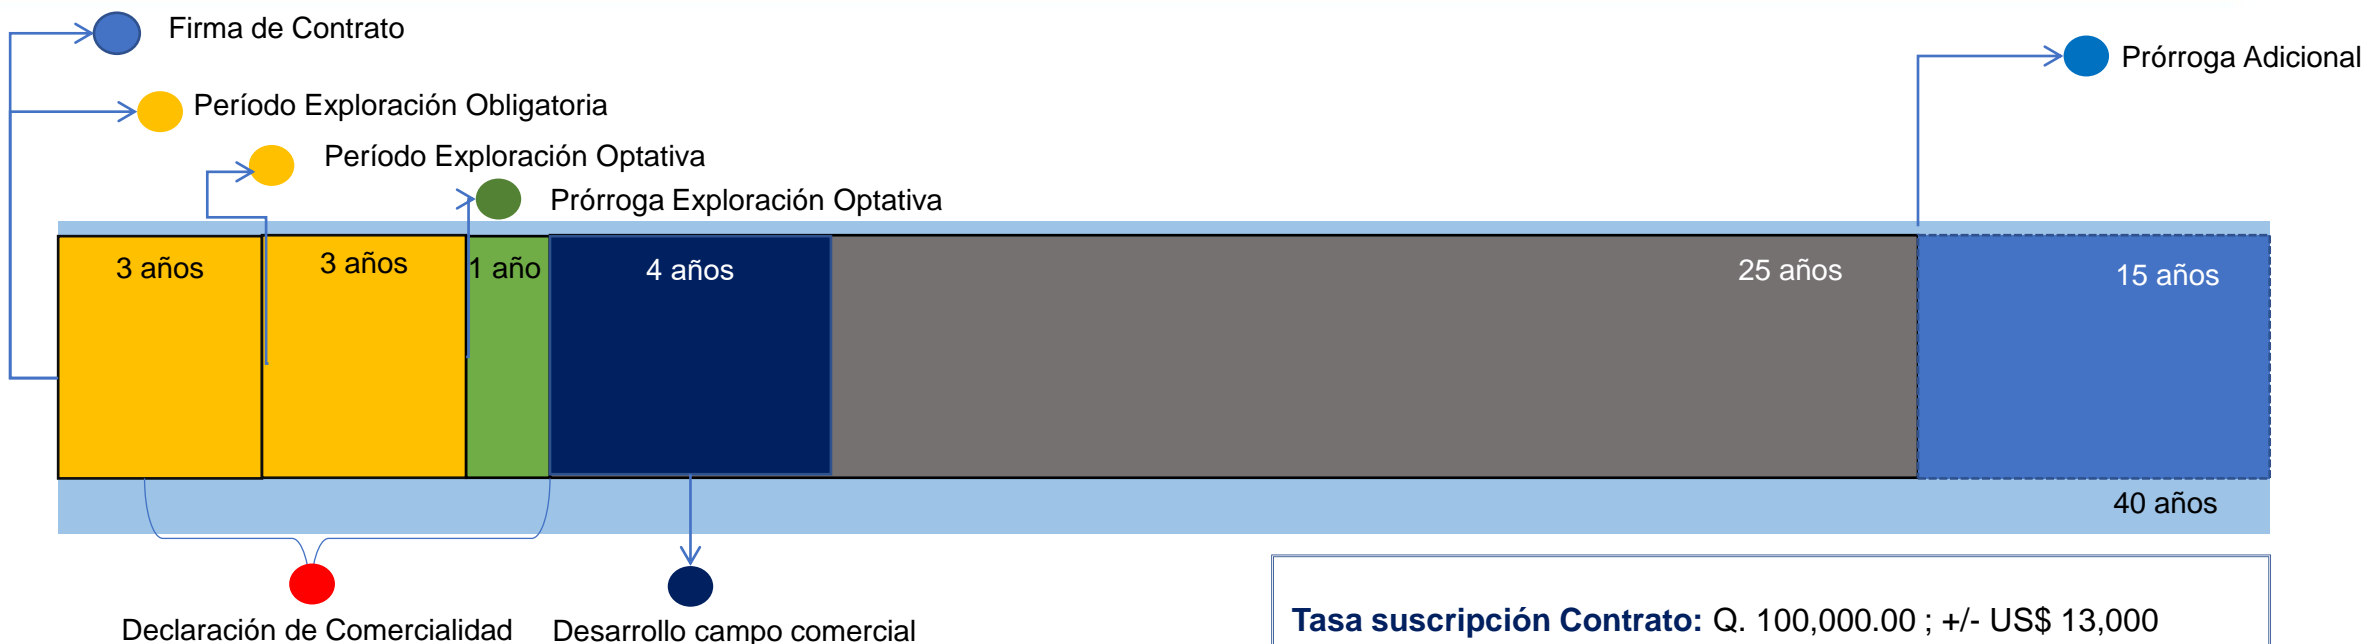 Firma de Contrato
Prórroga Adicional
Período Exploración Obligatoria
Período Exploración Optativa
Prórroga Exploración Optativa
3 años
3 años
1 año
4 años
25 años
15 años
40 años
Declaración de Comercialidad
Desarrollo campo comercial
Tasa suscripción Contrato: Q. 100,000.00 ; +/- US$ 13,000